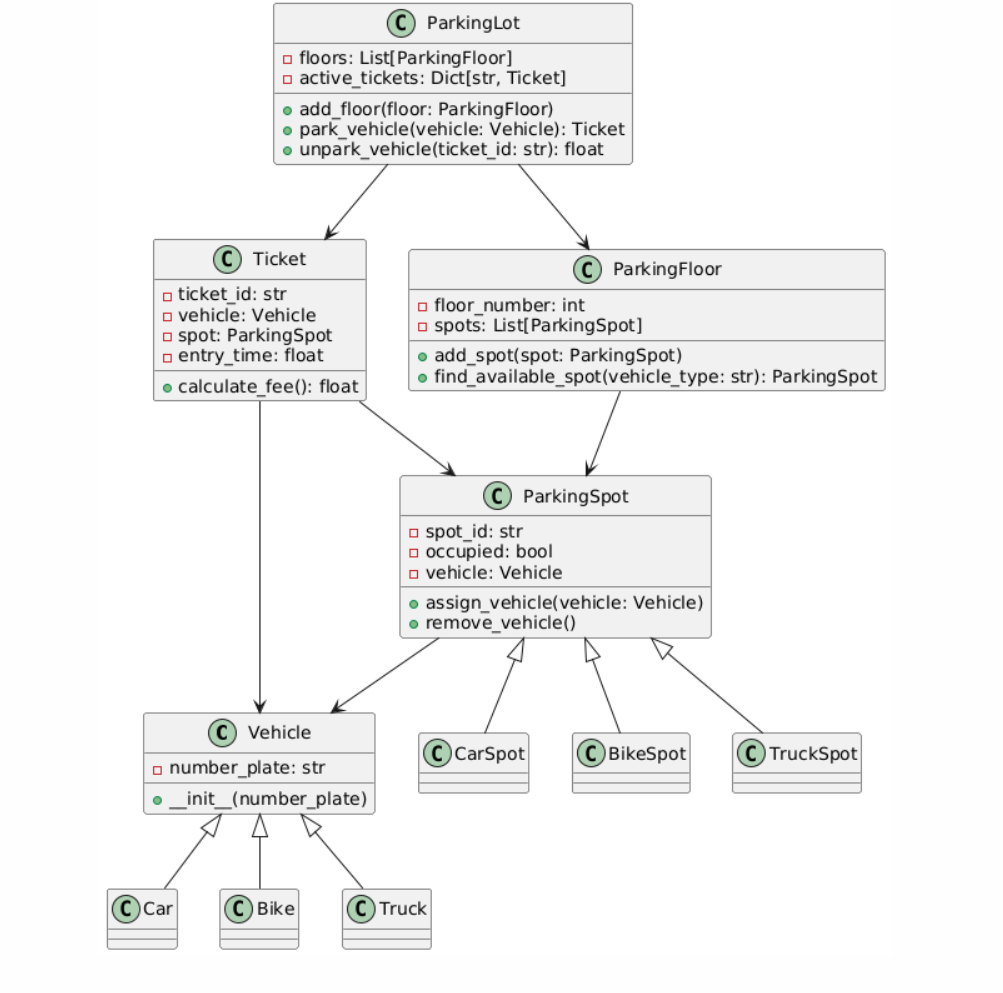 C ParkingLot
floors: List[ParkingFloor]
active_tickets: Dict[str, Ticket]
add_floor(floor: ParkingFloor)
park_vehicle(vehicle: Vehicle): Ticket
unpark_vehicle(ticket_id: str): float
C Ticket
ticket_id: str
vehicle: Vehicle
spot: ParkingSpot
entry_time: float
calculate_fee(): float
C ParkingFloor
floor_number: int
spots: List[ParkingSpot]
add_spot(spot: ParkingSpot)
find_available_spot(vehicle_type: str): ParkingSpot
C ParkingSpot
spot_id: str
occupied: bool
vehicle: Vehicle
assign_vehicle(vehicle: Vehicle)
remove_vehicle()
C Vehicle
number_plate: str
__init__(number_plate)
C CarSpot
C BikeSpot
C TruckSpot
C Car
C Bike
C Truck